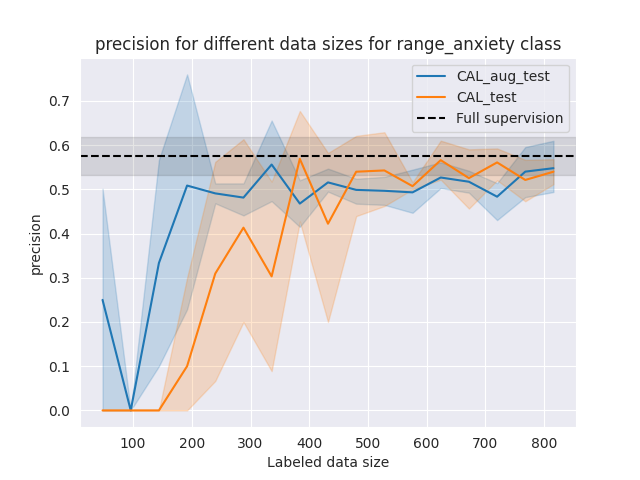 precision for different data sizes for range_anxiety class
CAL_aug_test
CAL_test
Full supervision
precision
0.7
0.6
0.5
0.4
0.3
0.2
0.1
0.0
100 200 300 400 500 600 700 800
Labeled data size